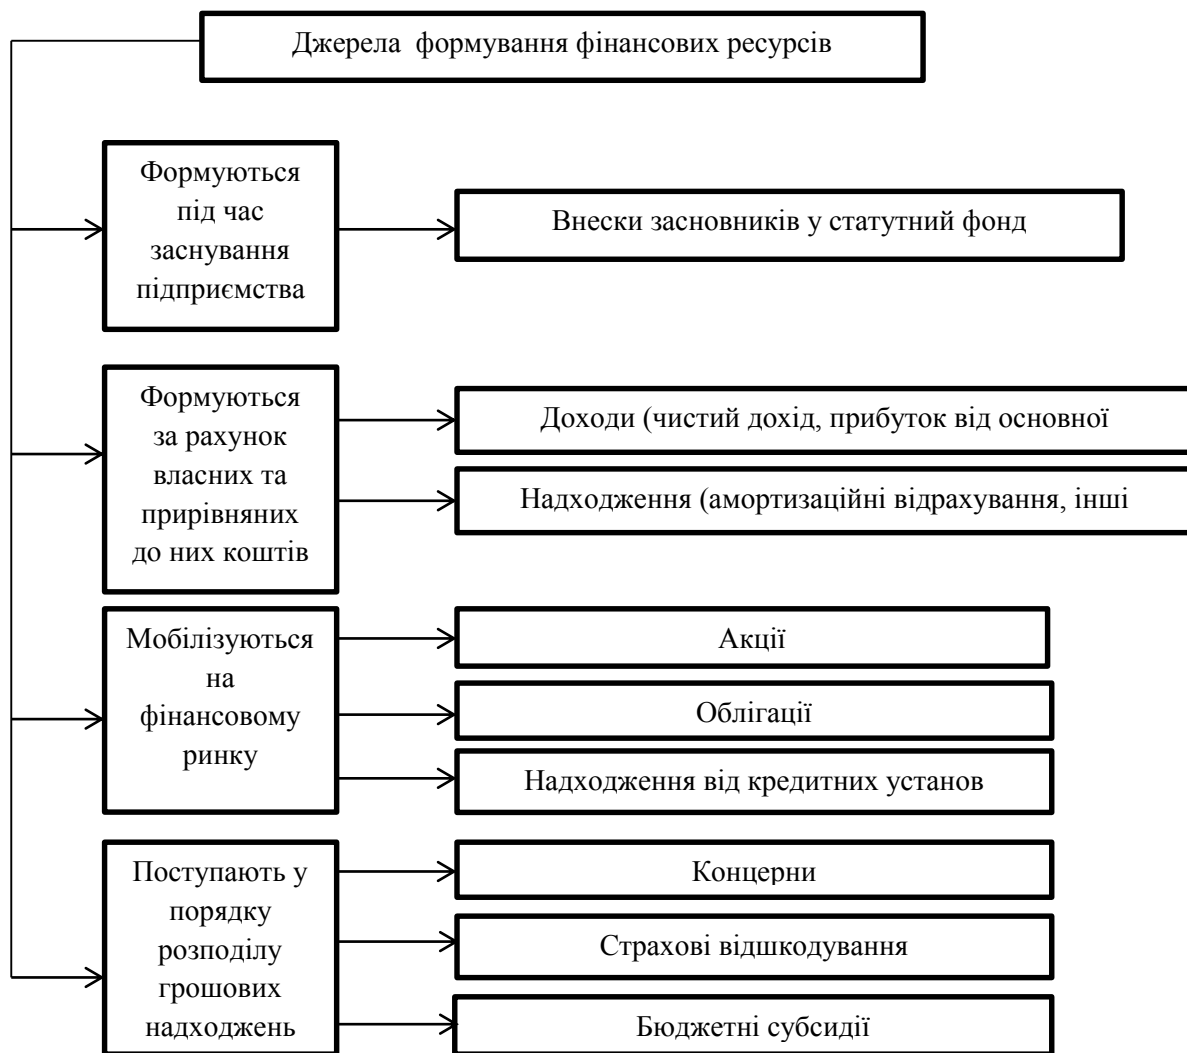 Джерела формування фінансових ресурсів
Формуються
під час
заснування
підприємства
Внески засновників у статутний фонд
Формуються
за рахунок
власних та
прирівняних
до них коштів
Доходи (чистий дохід, прибуток від основної
Надходження (амортизаційні відрахування, інші
Мобілізуються
на
фінансовому
ринку
Акції
Облігації
Надходження від кредитних установ
Поступають у
порядку
розподілу
грошових
надходжень
Концерни
Страхові відшкодування
Бюджетні субсидії